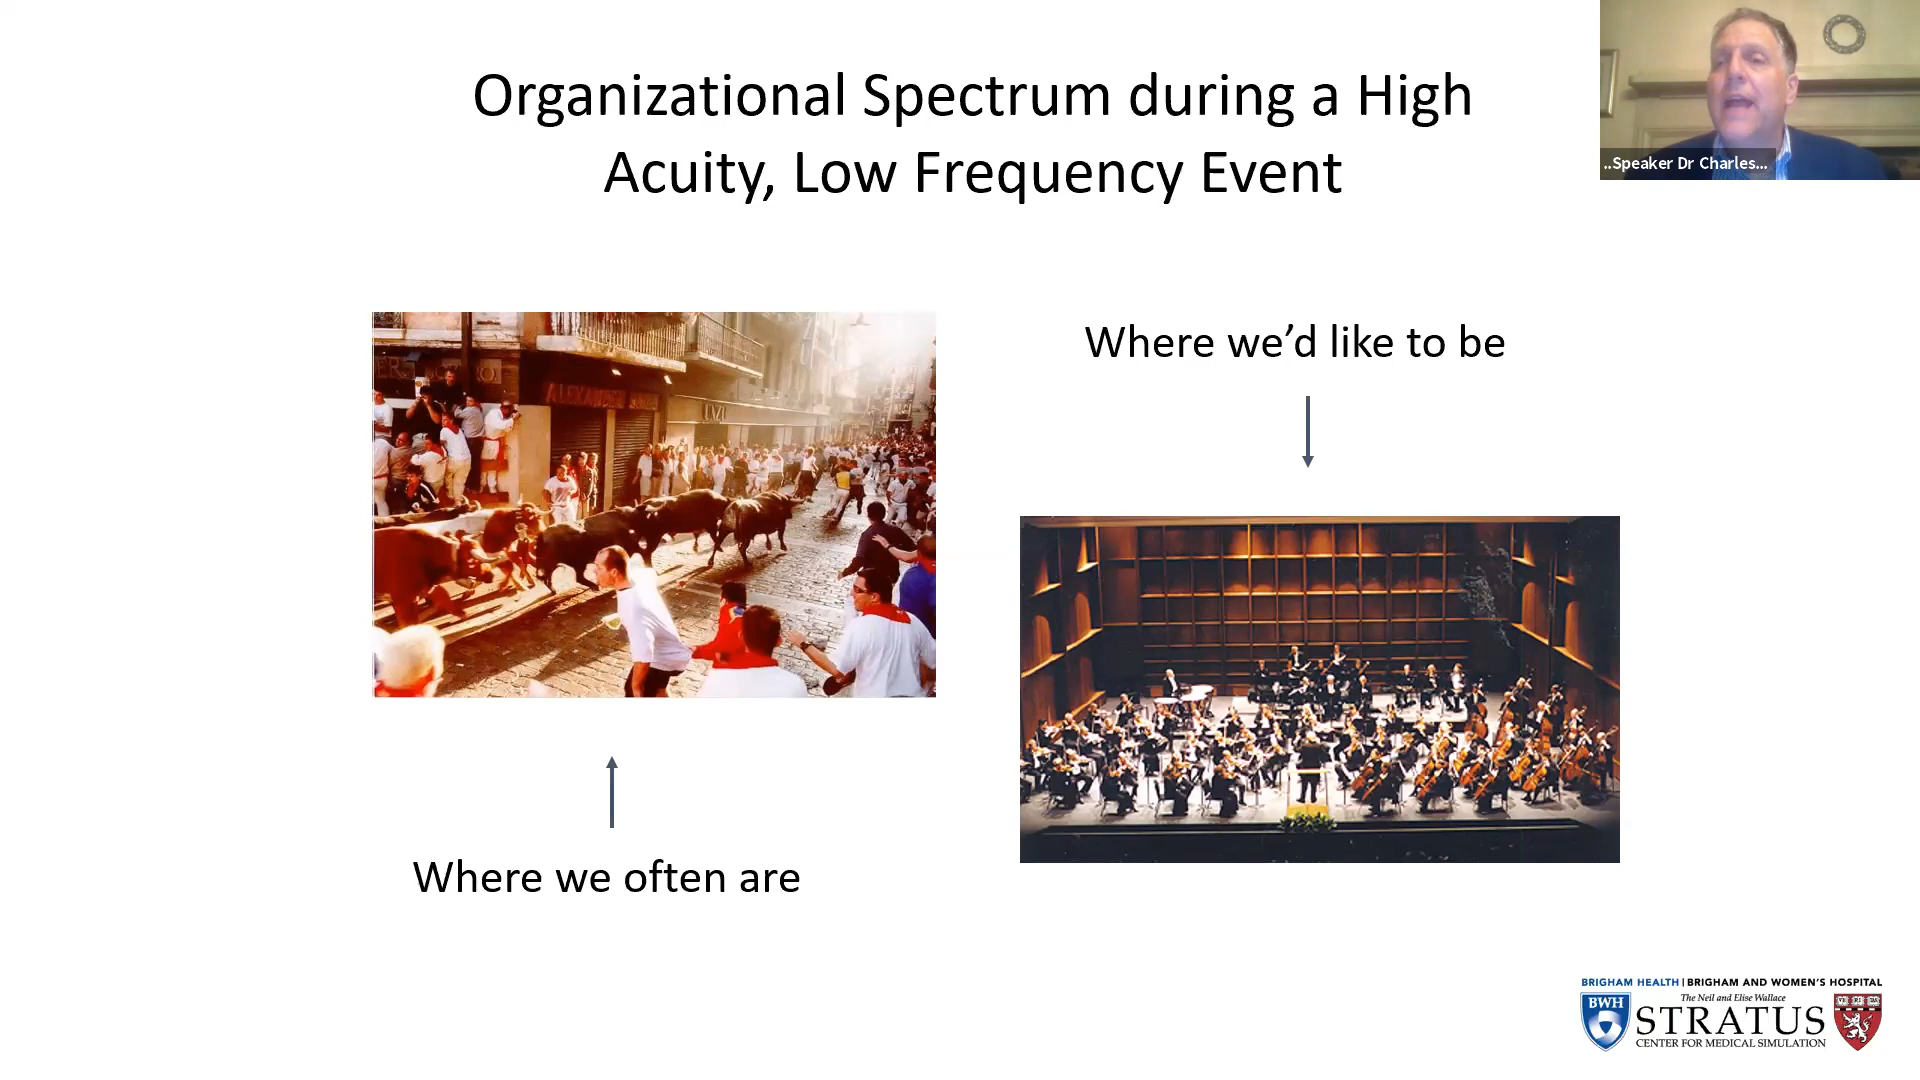 Organizational Spectrum during a High
Acuity, Low Frequency Event
..Speaker Dr Charles...
Where we'd like to be
ALEXANDER
Where we often are
BRIGHAM HEALTH | BRIGHAM AND WOMEN'S HOSPITAL
The Neil and Elise Wallace
BWH
STRATUS
CENTER FOR MEDICAL SIMULATION